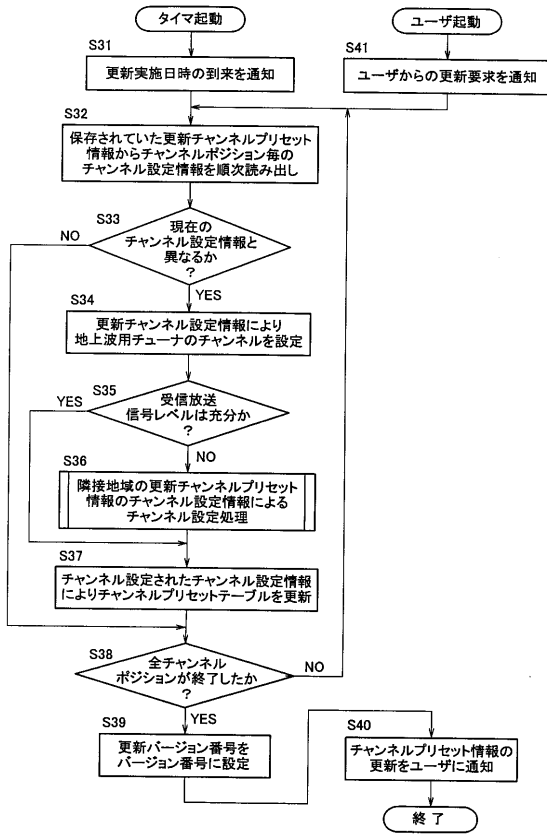 タイマ起動
ユーザ起動
S31
更新実施日時の到来を通知
S41
ユーザからの更新要求を通知
S32
保存されていた更新チャンネルプリセット
情報からチャンネルポジション毎の
チャンネル設定情報を順次読み出し
S33
現在の
チャンネル設定情報と
異なるか
?
NO
YES
S34
更新チャンネル設定情報により
地上波用チューナのチャンネルを設定
S35
受信放送
信号レベルは充分か
?
YES
NO
S36
隣接地域の更新チャンネルプリセット
情報のチャンネル設定情報による
チャンネル設定処理
S37
チャンネル設定されたチャンネル設定情報
によりチャンネルプリセットテーブルを更新
S38
全チャンネル
ポジションが終了したか
?
NO
YES
S39
更新バージョン番号を
バージョン番号に設定
S40
チャンネルプリセット情報の
更新をユーザに通知
終了